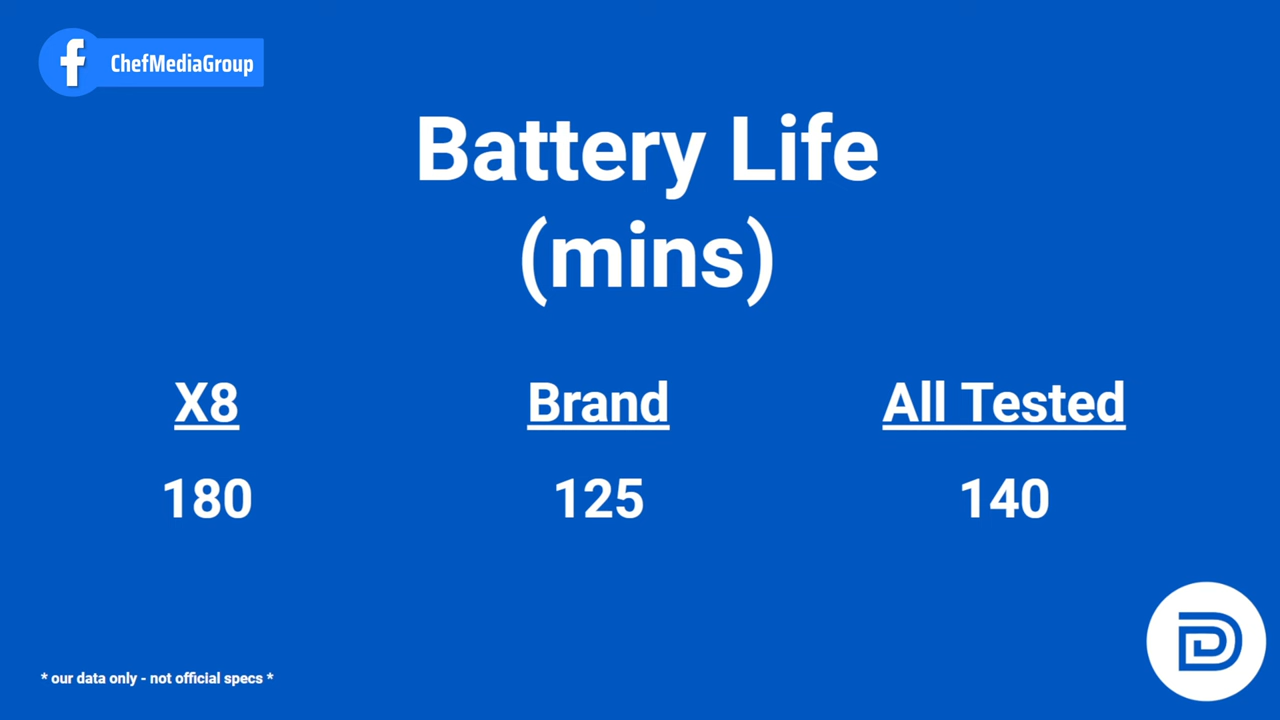 ChefMediaGroup
Battery Life
(mins)
X8 Brand All Tested
180 125 140
* our data only - not official specs *